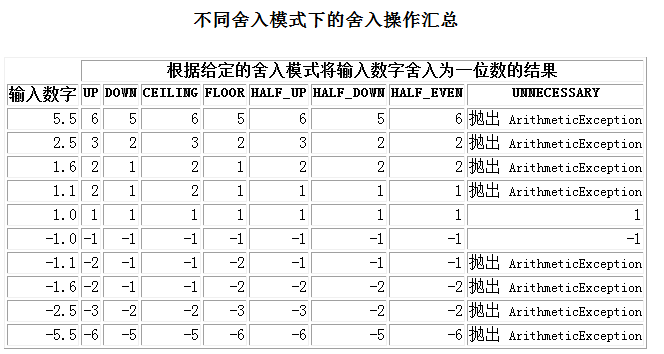 不同舍入模式下的舍入操作汇总
根据给定的舍入模式将输入数字舍入为一位数的结果
输入数字 UP DOWN CEILING FLOOR HALF_UP HALF_DOWN HALF_EVEN UNNECESSARY
5.5 6 5 6 5 6 5 6 抛出 ArithmeticException
2.5 3 2 3 2 3 2 2 抛出 ArithmeticException
1.6 2 1 2 1 2 2 2 抛出 ArithmeticException
1.1 2 1 2 1 1 1 1 抛出 ArithmeticException
1.0 1 1 1 1 1 1 1 1
-1.0 -1 -1 -1 -1 -1 -1 -1 -1
-1.1 -2 -1 -1 -2 -1 -1 -1 抛出 ArithmeticException
-1.6 -2 -1 -1 -2 -2 -2 -2 抛出 ArithmeticException
-2.5 -3 -2 -2 -3 -3 -2 -2 抛出 ArithmeticException
-5.5 -6 -5 -5 -6 -6 -5 -6 抛出 ArithmeticException